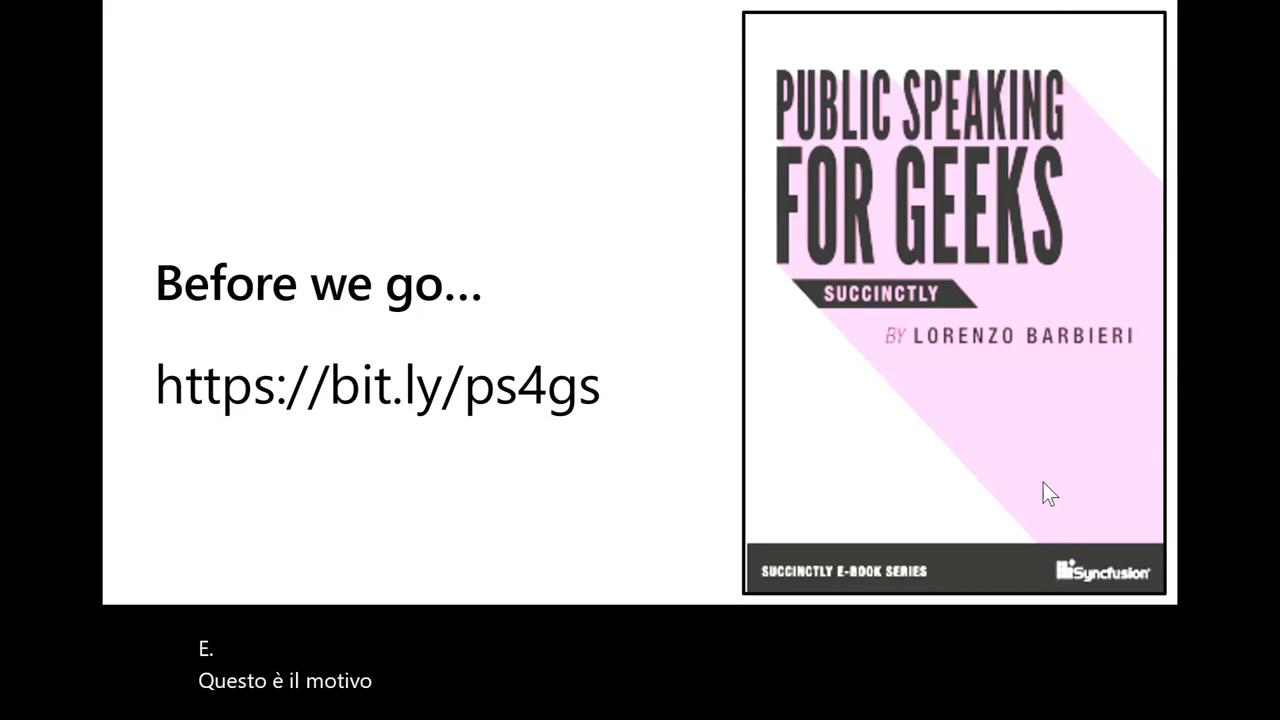 Before we go...
https://bit.ly/ps4gs
PUBLIC SPEAKING
FOR GEEKS
SUCCINCTLY
BY LORENZO BARBIERI
SUCCINCTLY E-BOOK SERIES
Syncfusion
E.
Questo è il motivo